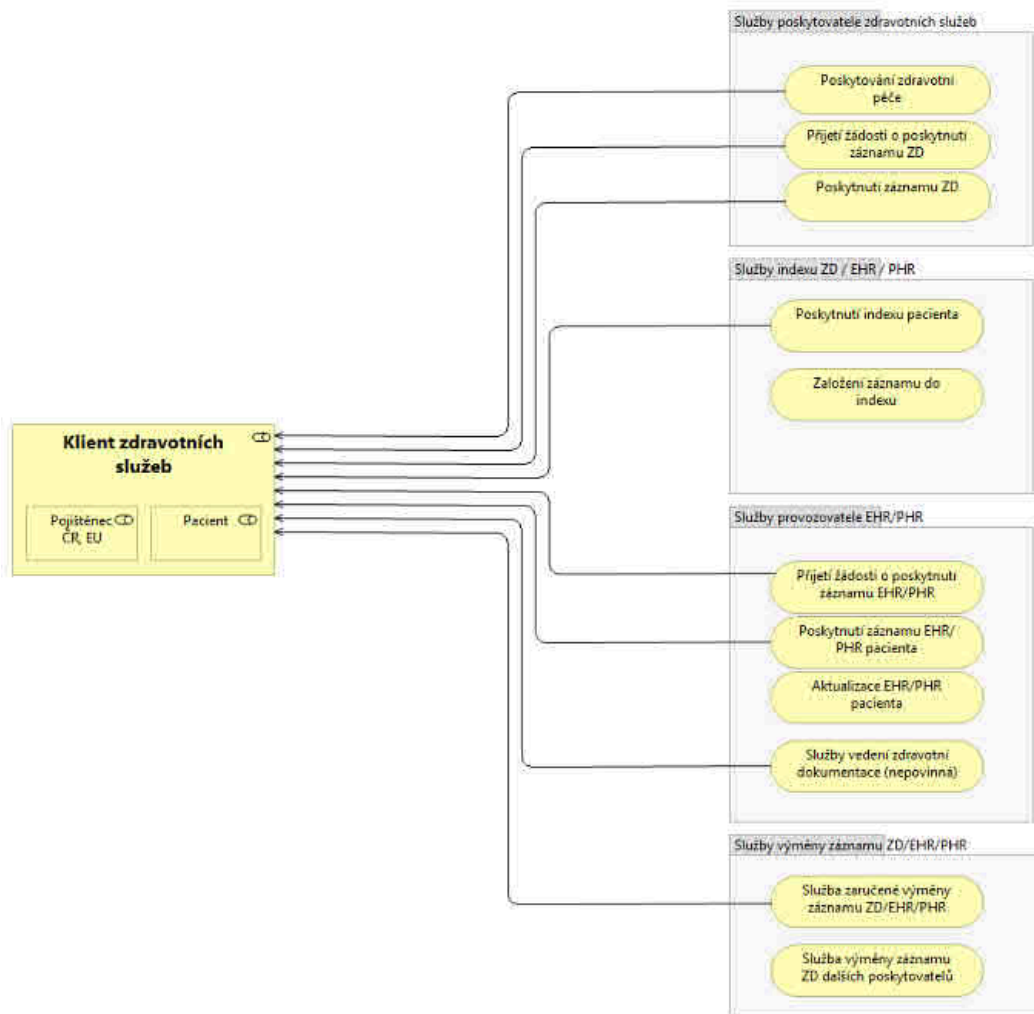 Služby poskytovatele zdravotních služeb
Poskytování zdravotní
péče
Přijetí žádosti o poskytnutí
záznamu ZD
Poskytnutí záznamu ZD
Služby indexu ZD / EHR / PHR
Poskytnutí indexu pacienta
Založení záznamu do
indexu
Klient zdravotních
služeb
Pojištěnec
ČR, EU
Pacient
Služby provozovatele EHR/PHR
Přijetí žádosti o poskytnutí
záznamu EHR/PHR
Poskytnutí záznamu EHR/
PHR pacienta
Aktualizace EHR/PHR
pacienta
Služby vedení zdravotní
dokumentace (nepovinná)
Služby výměny záznamu ZD/EHR/PHR
Služba zaručené výměny
záznamu ZD/EHR/PHR
Služba výměny záznamu
ZD dalších poskytovatelů